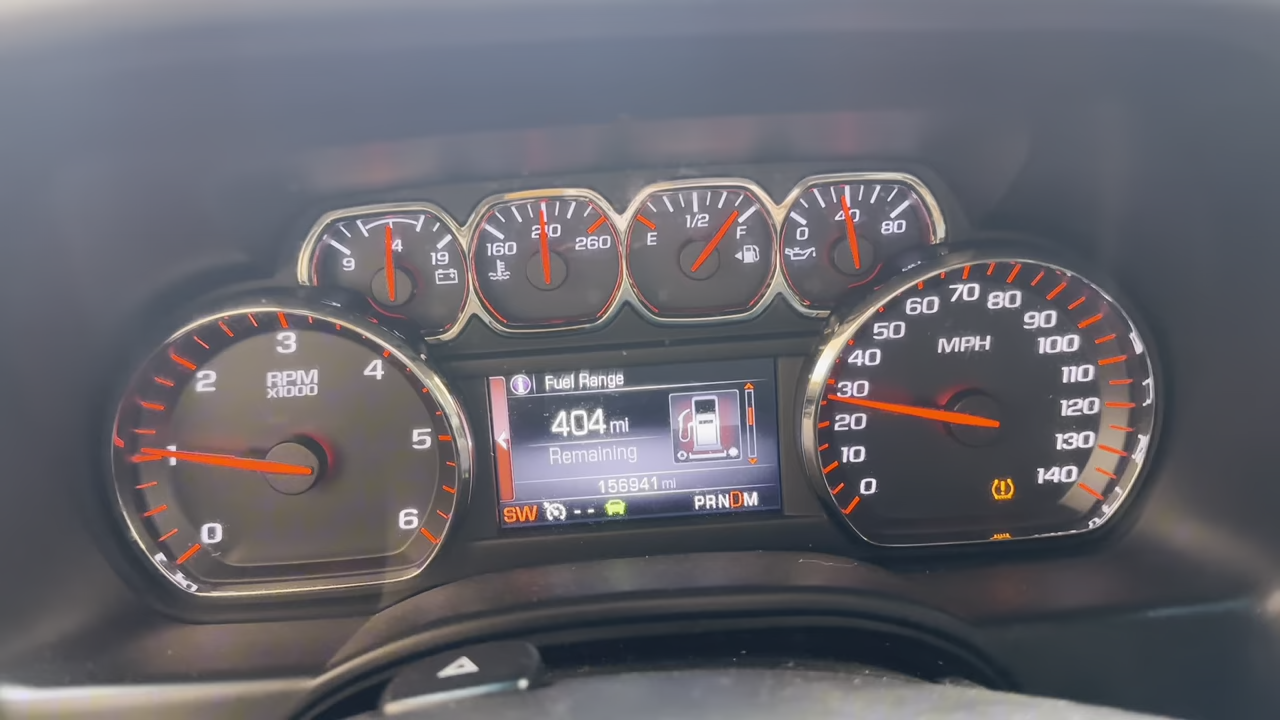 9 14 19
160 210 260
E 1/2 F
0 40 80
0 1 2 3 4 5 6
RPM
x1000
Fuel Range
404 mi
Remaining
156941 mi
SW -- PRNDM
0 10 20 30 40 50 60 70 80 90 100 110 120 130 140
MPH